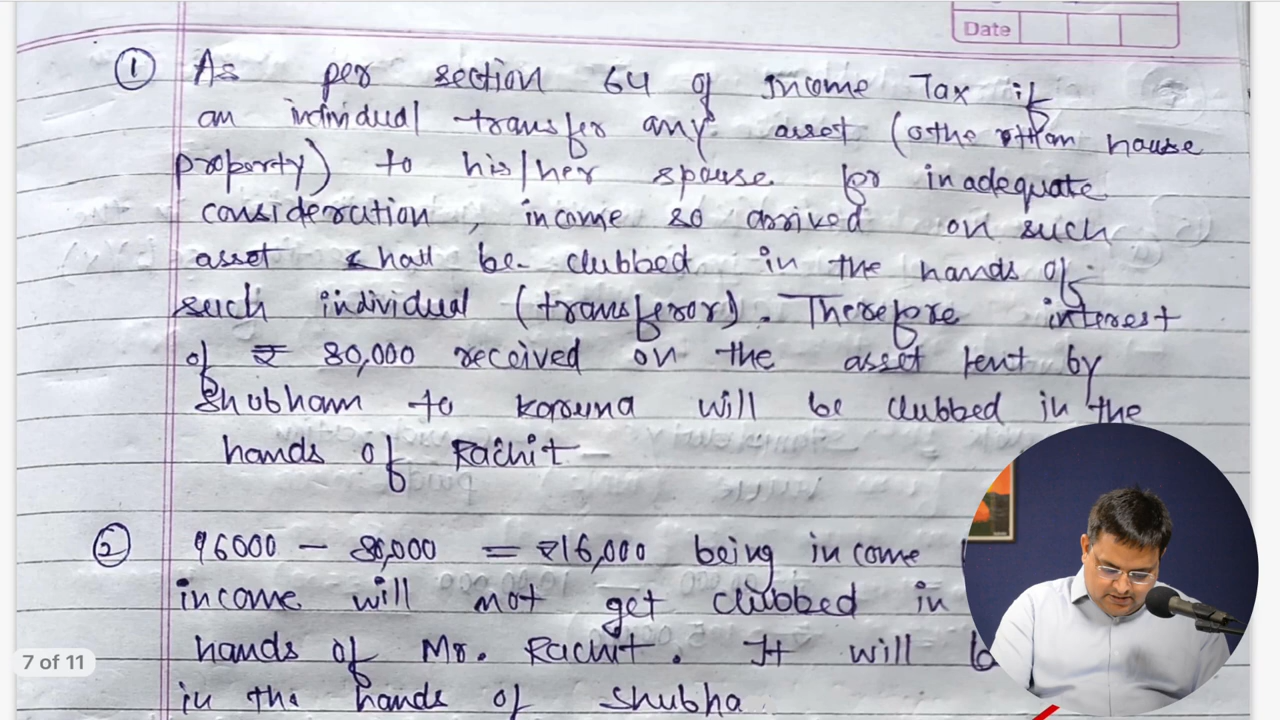 Date
① As per section 64 of Income Tax if
an individual transfer any asset (othe than house
property) to his/her spouse for inadequate
consideration, income so derived on such
asset shall be clubbed in the hands of
such individual (transferor). Therefore interest
of ₹ 80,000 received on the asset by
Shubham to Karuna will be clubbed in the
hands of Rachit
② 96000 – 80,000 = ₹16,000 being income
income will not get clubbed in
hands of Mr. Rachit. It will
in the hands of Shubha
7 of 11